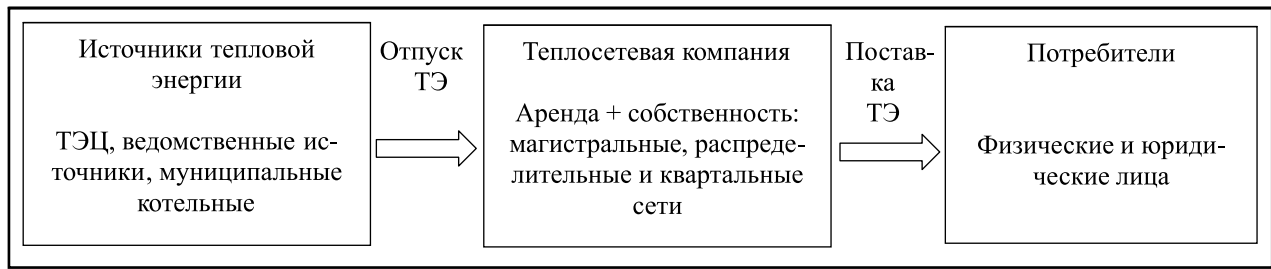 Источники тепловой
энергии
ТЭЦ, ведомственные ис-
точники, муниципальные
котельные
Отпуск
ТЭ
Теплосетевая компания
Аренда + собственность:
магистральные, распреде-
лительные и квартальные
сети
Постав-
ка
ТЭ
Потребители
Физические и юриди-
ческие лица